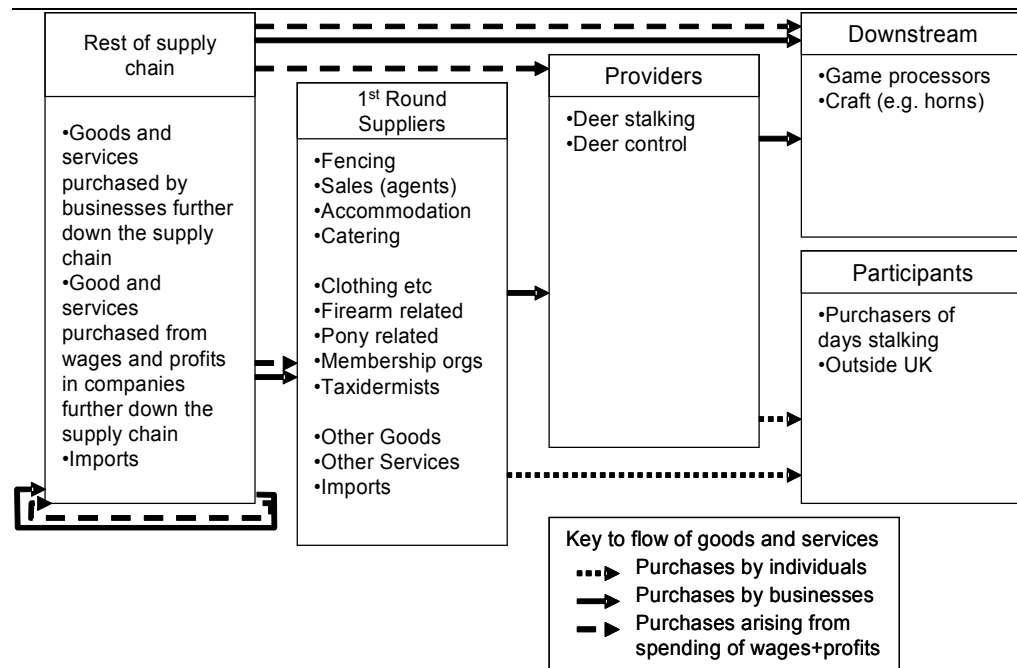 Rest of supply
chain
•Goods and
services
purchased by
businesses further
down the supply
chain
•Good and
services
purchased from
wages and profits
in companies
further down the
supply chain
•Imports
1st Round
Suppliers
•Fencing
•Sales (agents)
•Accommodation
•Catering
•Clothing etc
•Firearm related
•Pony related
•Membership orgs
•Taxidermists
•Other Goods
•Other Services
•Imports
Providers
•Deer stalking
•Deer control
Downstream
•Game processors
•Craft (e.g. horns)
Participants
•Purchasers of
days stalking
•Outside UK
Key to flow of goods and services
Purchases by individuals
Purchases by businesses
Purchases arising from
spending of wages+profits